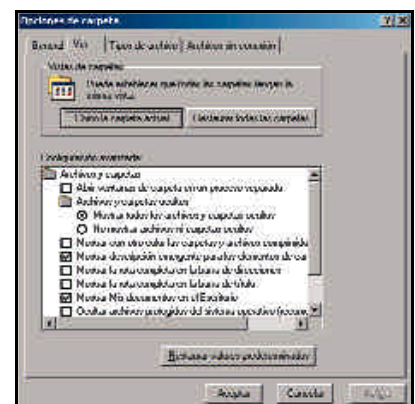 Opciones de carpeta
General Ver Tipos de archivo Archivos sin conexión
Vistas de carpetas
Puede establecer que todas las carpetas tengan la
misma vista.
Como la carpeta actual Restaurar todas las carpetas
Configuración avanzada:
Archivos y carpetas
Abrir ventanas de carpeta en un proceso separado
Archivos y carpetas ocultos
Mostrar todos los archivos y carpetas ocultos
No mostrar archivos ni carpetas ocultos
Mostrar con otro color las carpetas y archivos comprimido
Mostrar descripción emergente para los elementos de car
Mostrar la ruta completa en la barra de direcciones
Mostrar la ruta completa en la barra de título
Mostrar Mis documentos en el Escritorio
Ocultar archivos protegidos del sistema operativo (recom
Restaurar valores predeterminados
Aceptar Cancelar Aplicar